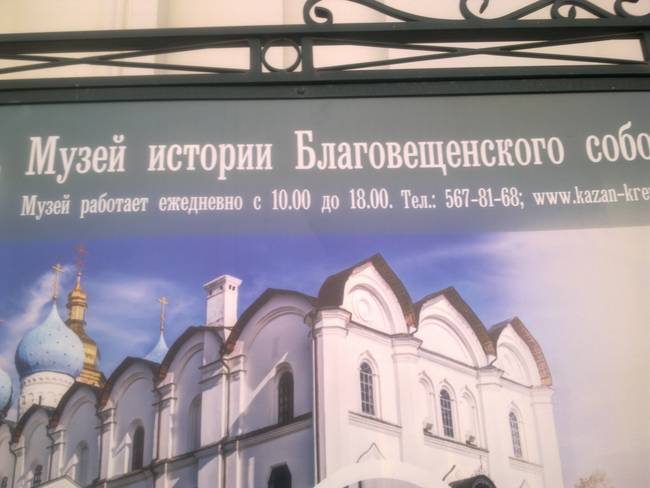 Музей истории Благовещенского собо
Музей работает ежедневно с 10.00 до 18.00. Тел.: 567-81-68; www.kazan-kre